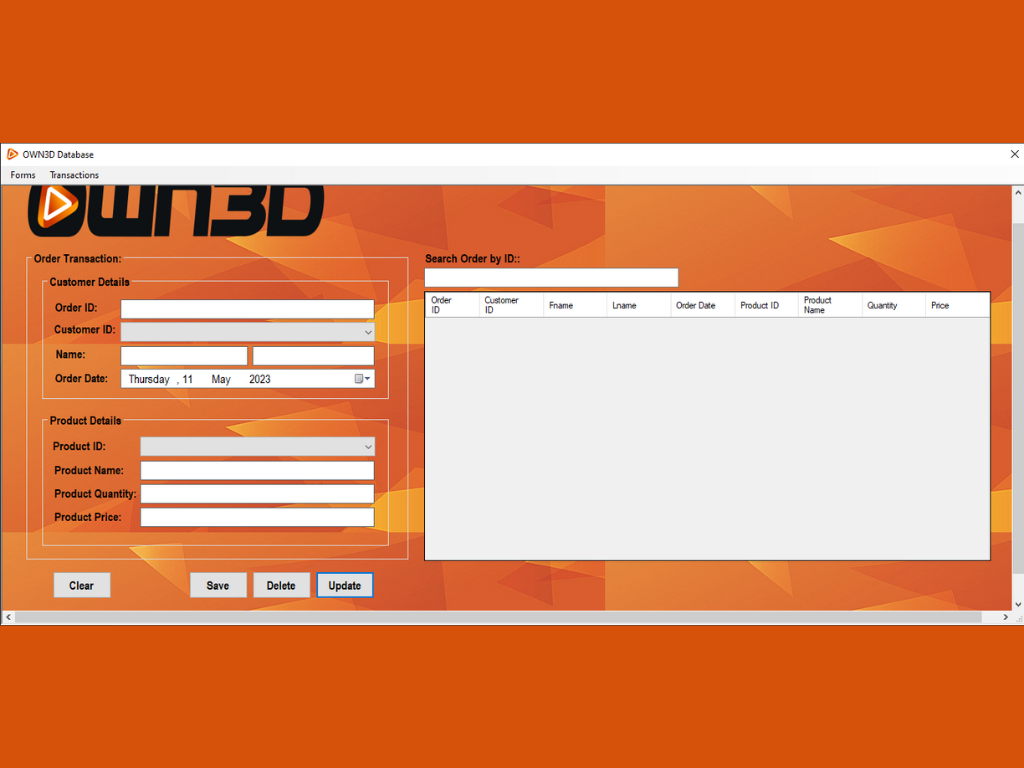 OWN3D Database
Forms Transactions
OWN3D
Order Transaction:
Customer Details
Order ID:
Customer ID:
Name:
Order Date: Thursday , 11 May 2023
Product Details
Product ID:
Product Name:
Product Quantity:
Product Price:
Clear Save Delete Update
Search Order by ID::
Order ID Customer ID Fname Lname Order Date Product ID Product Name Quantity Price